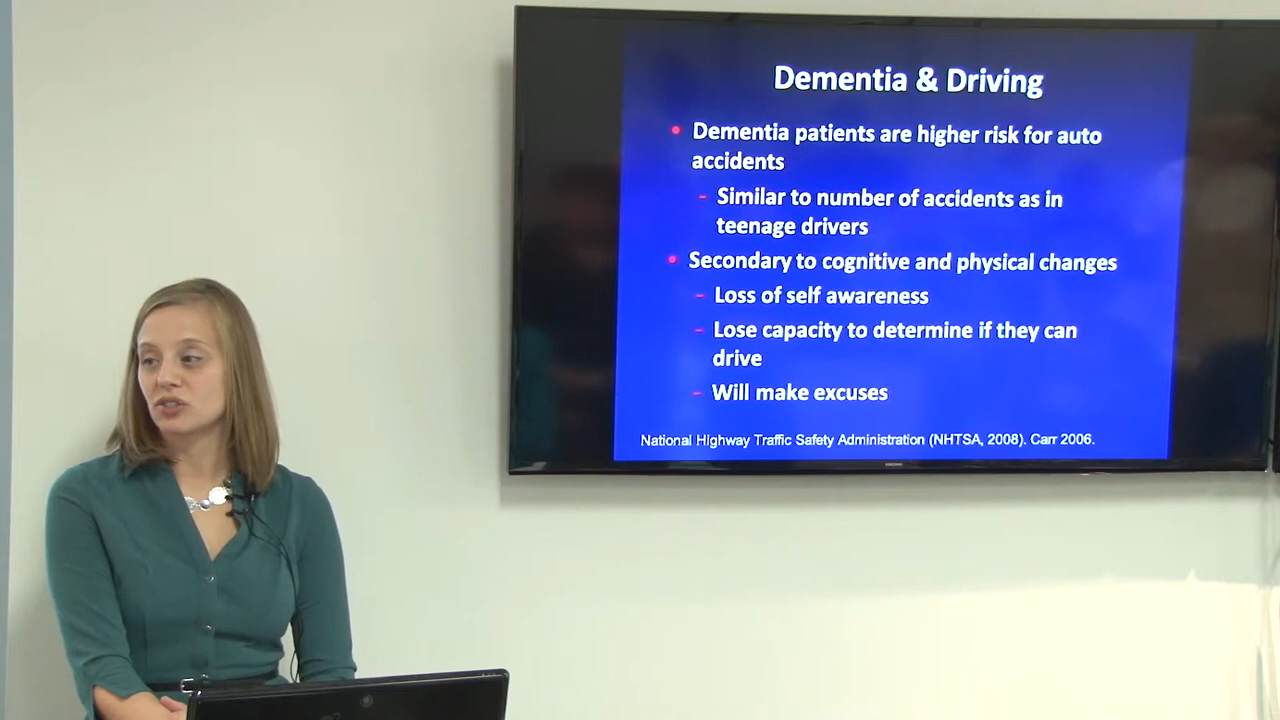 Dementia & Driving
• Dementia patients are higher risk for auto
accidents
- Similar to number of accidents as in
teenage drivers
• Secondary to cognitive and physical changes
- Loss of self awareness
- Lose capacity to determine if they can
drive
- Will make excuses
National Highway Traffic Safety Administration (NHTSA, 2008). Carr 2006.
SAMSUNG